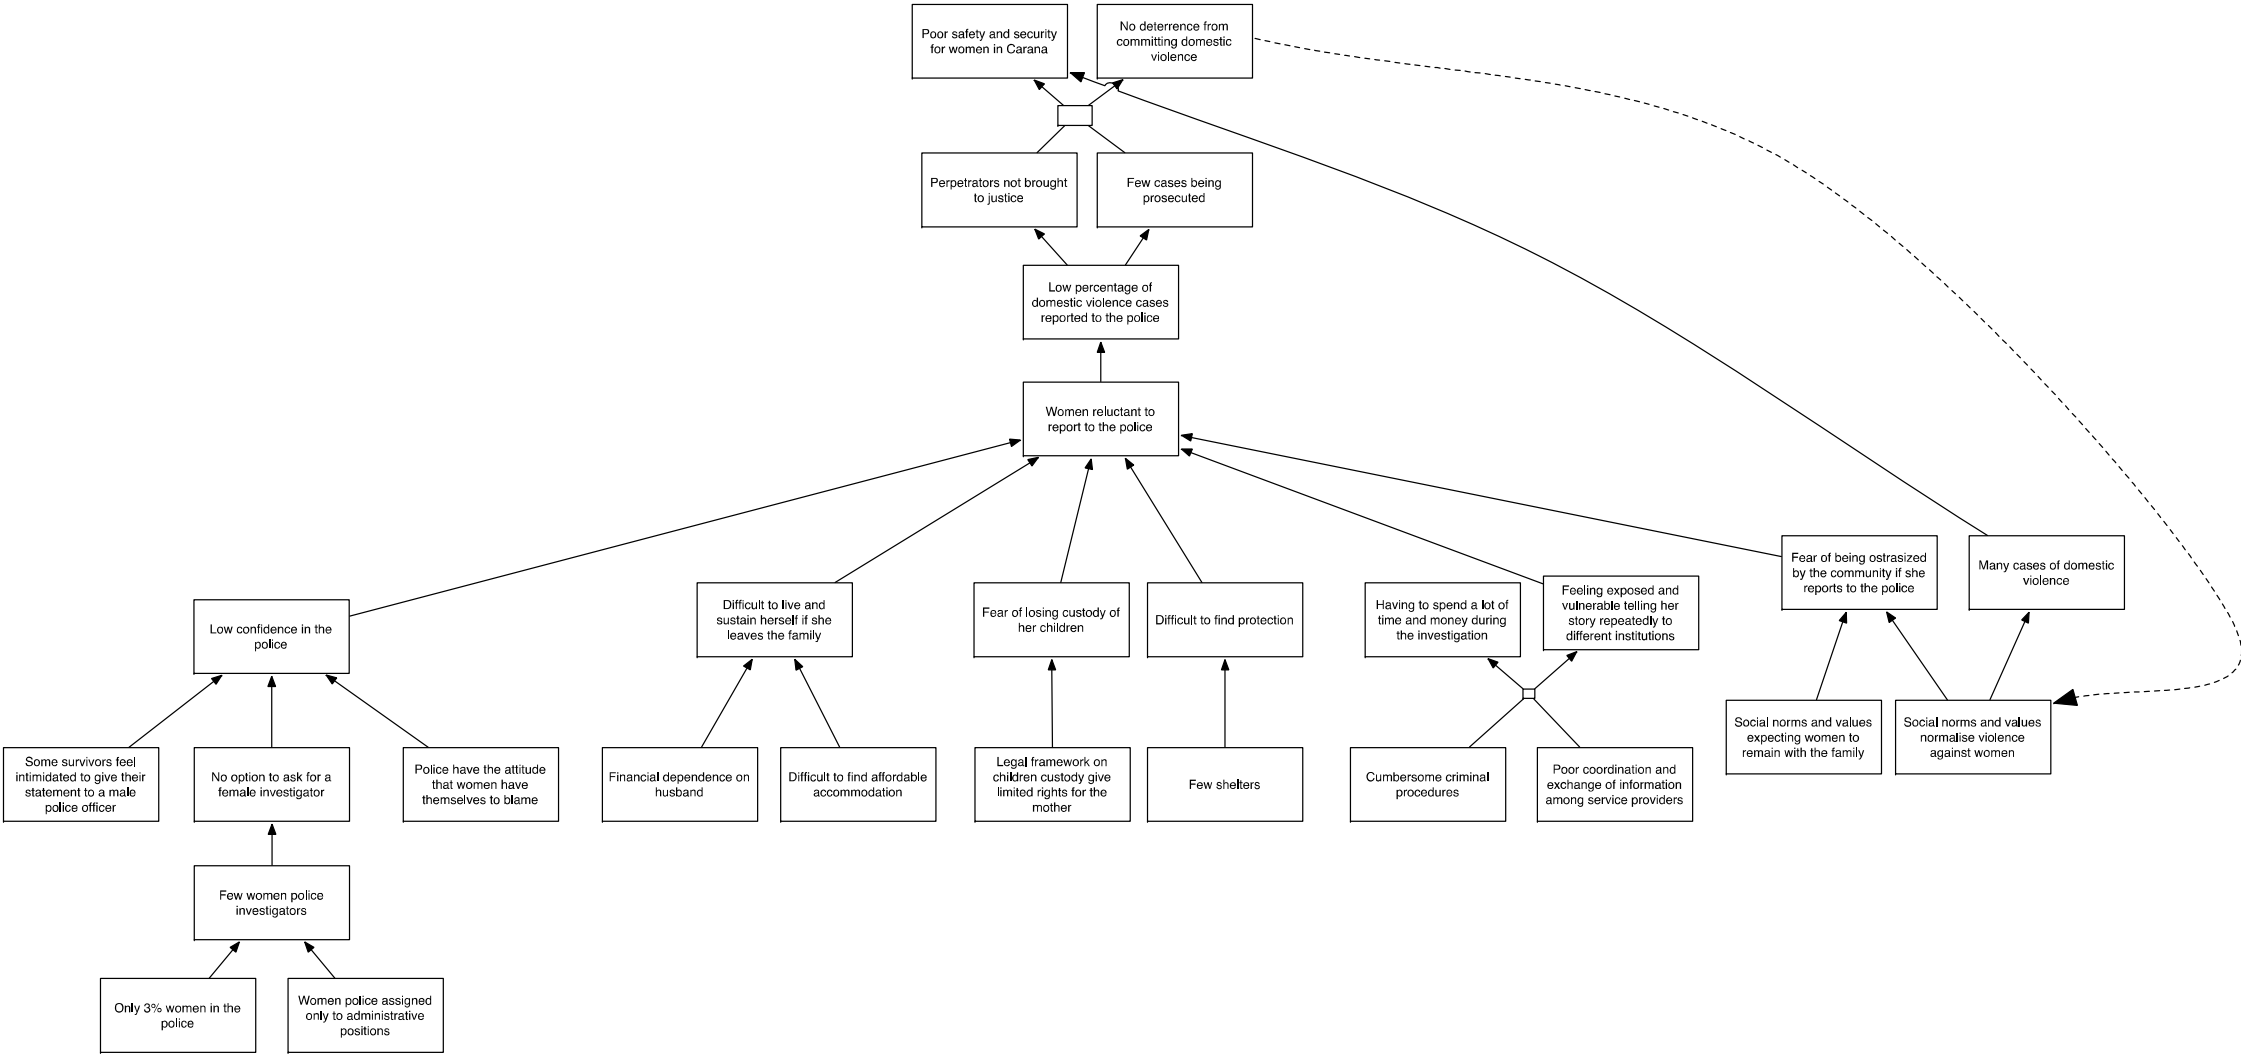 Poor safety and security
for women in Carana
No deterrence from
committing domestic
violence
Perpetrators not brought
to justice
Few cases being
prosecuted
Low percentage of
domestic violence cases
reported to the police
Women reluctant to
report to the police
Low confidence in the
police
Difficult to live and
sustain herself if she
leaves the family
Fear of losing custody of
her children
Difficult to find protection
Having to spend a lot of
time and money during
the investigation
Feeling exposed and
vulnerable telling her
story repeatedly to
different institutions
Fear of being ostrasized
by the community if she
reports to the police
Many cases of domestic
violence
Some survivors feel
intimidated to give their
statement to a male
police officer
No option to ask for a
female investigator
Police have the attitude
that women have
themselves to blame
Financial dependence on
husband
Difficult to find affordable
accommodation
Legal framework on
children custody give
limited rights for the
mother
Few shelters
Cumbersome criminal
procedures
Poor coordination and
exchange of information
among service providers
Social norms and values
expecting women to
remain with the family
Social norms and values
normalise violence
against women
Few women police
investigators
Only 3% women in the
police
Women police assigned
only to administrative
positions